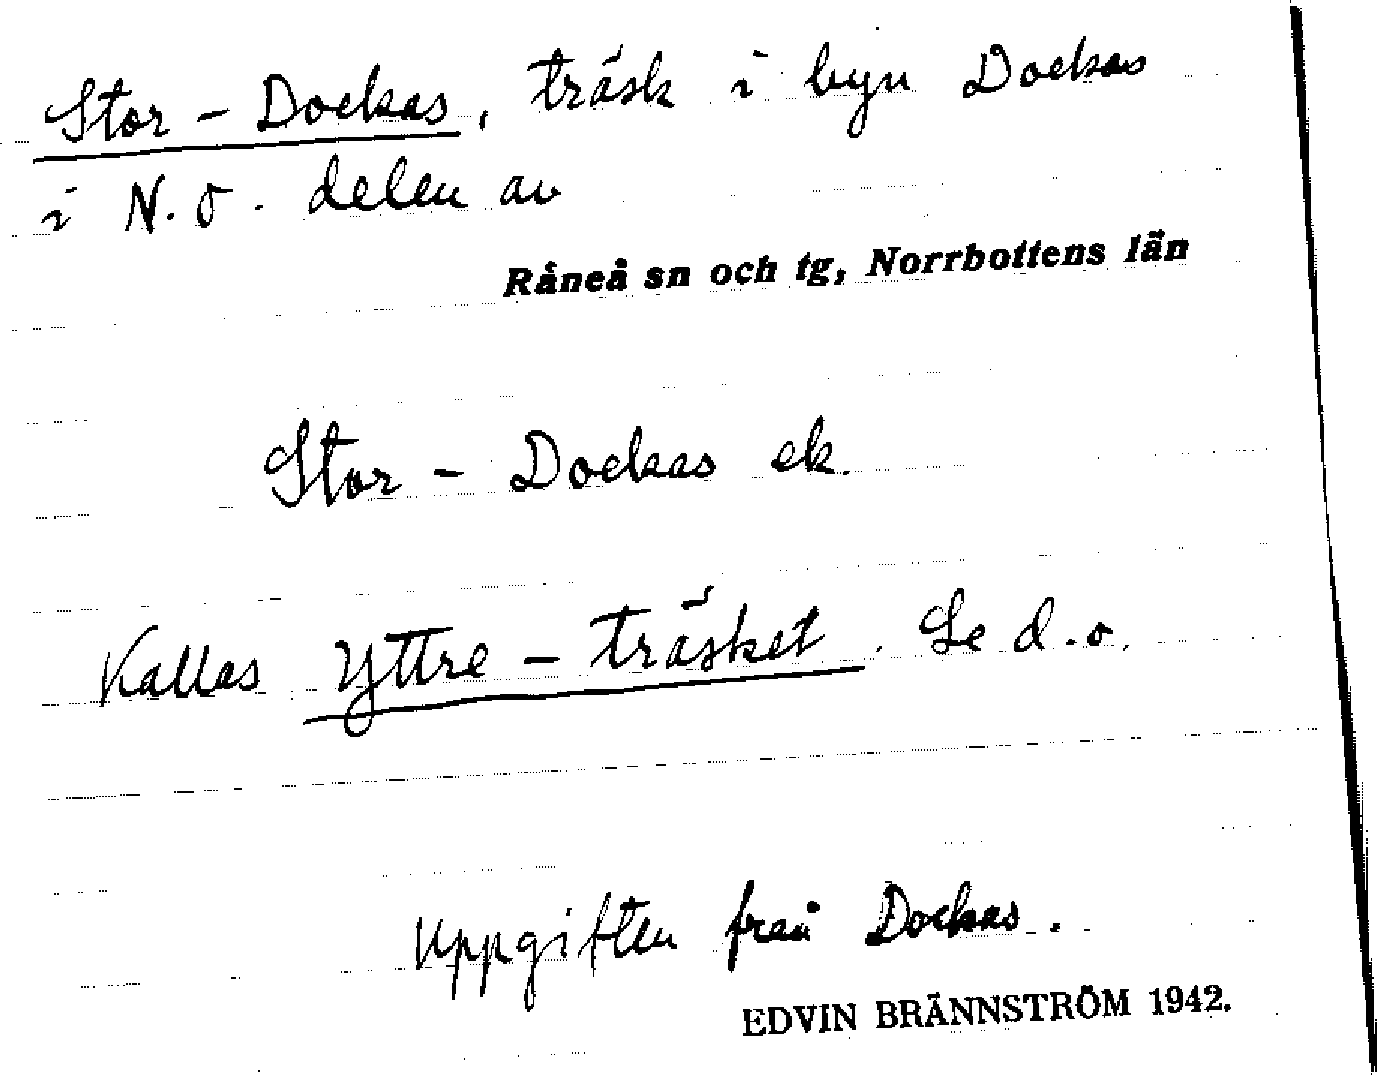 Stor - Dockas, träsk i byn Dockas
i N.O. delen av
Råneå sn och tg, Norrbottens län
Stor - Dockas ek.
Kallas Yttre - träsket. Se d.o.
Uppgiften från Dockas.
EDVIN BRÄNNSTRÖM 1942.